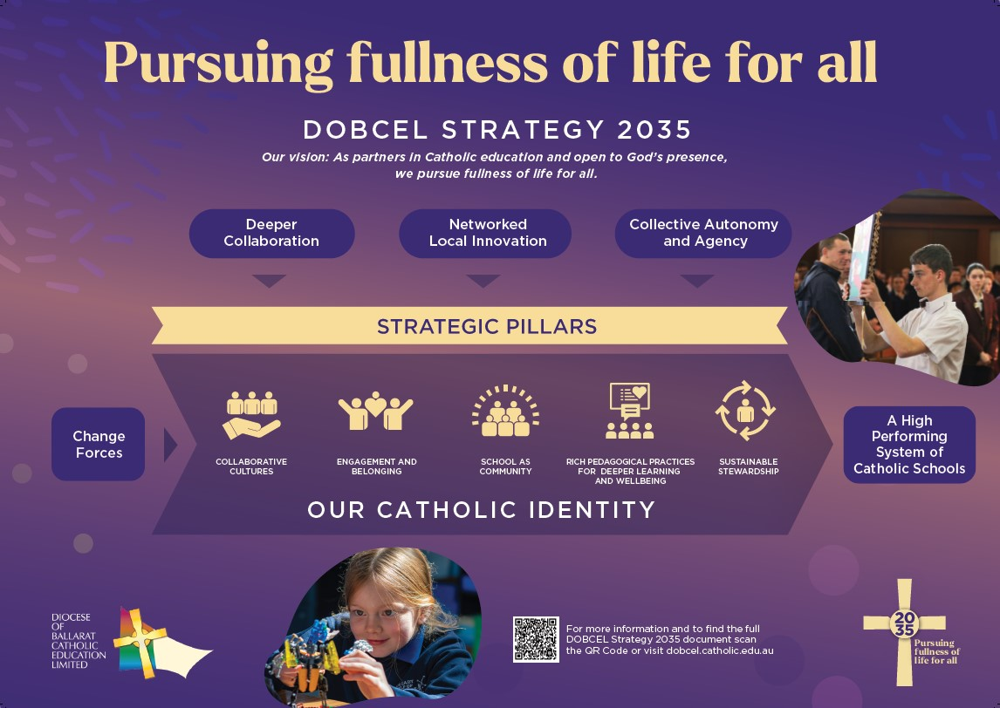 Pursuing fullness of life for all
DOBCEL STRATEGY 2035
Our vision: As partners in Catholic education and open to God's presence,
we pursue fullness of life for all.
Deeper
Collaboration
Networked
Local Innovation
Collective Autonomy
and Agency
STRATEGIC PILLARS
Change
Forces
COLLABORATIVE
CULTURES
ENGAGEMENT AND
BELONGING
SCHOOL AS
COMMUNITY
RICH PEDAGOGICAL PRACTICES
FOR DEEPER LEARNING
AND WELLBEING
SUSTAINABLE
STEWARDSHIP
OUR CATHOLIC IDENTITY
A High
Performing
System of
Catholic Schools
DIOCESE
OF
BALLARAT
CATHOLIC
EDUCATION
LIMITED
For more information and to find the full
DOBCEL Strategy 2035 document scan
the QR Code or visit dobcel.catholic.edu.au
20
35
Pursuing
fullness of
life for all